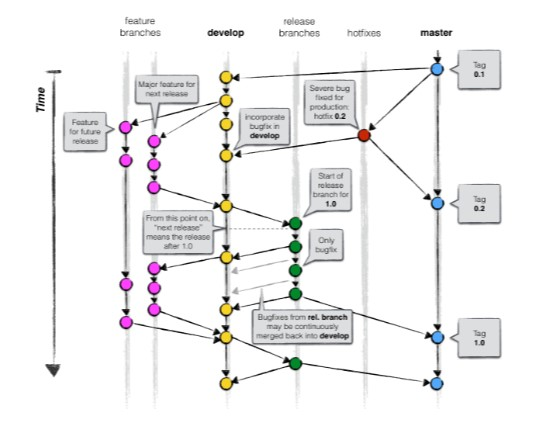 feature
branches
develop
release
branches
hotfixes
master
Time
Tag
0.1
Major feature for
next release
Severe bug
fixed for
production:
hotfix 0.2
Feature
for future
release
incorporate
bugfix in
develop
Start of
release
branch for
1.0
Tag
0.2
From this point on,
"next release"
means the release
after 1.0
Only
bugfix
Bugfixes from rel. branch
may be continuously
merged back into develop
Tag
1.0